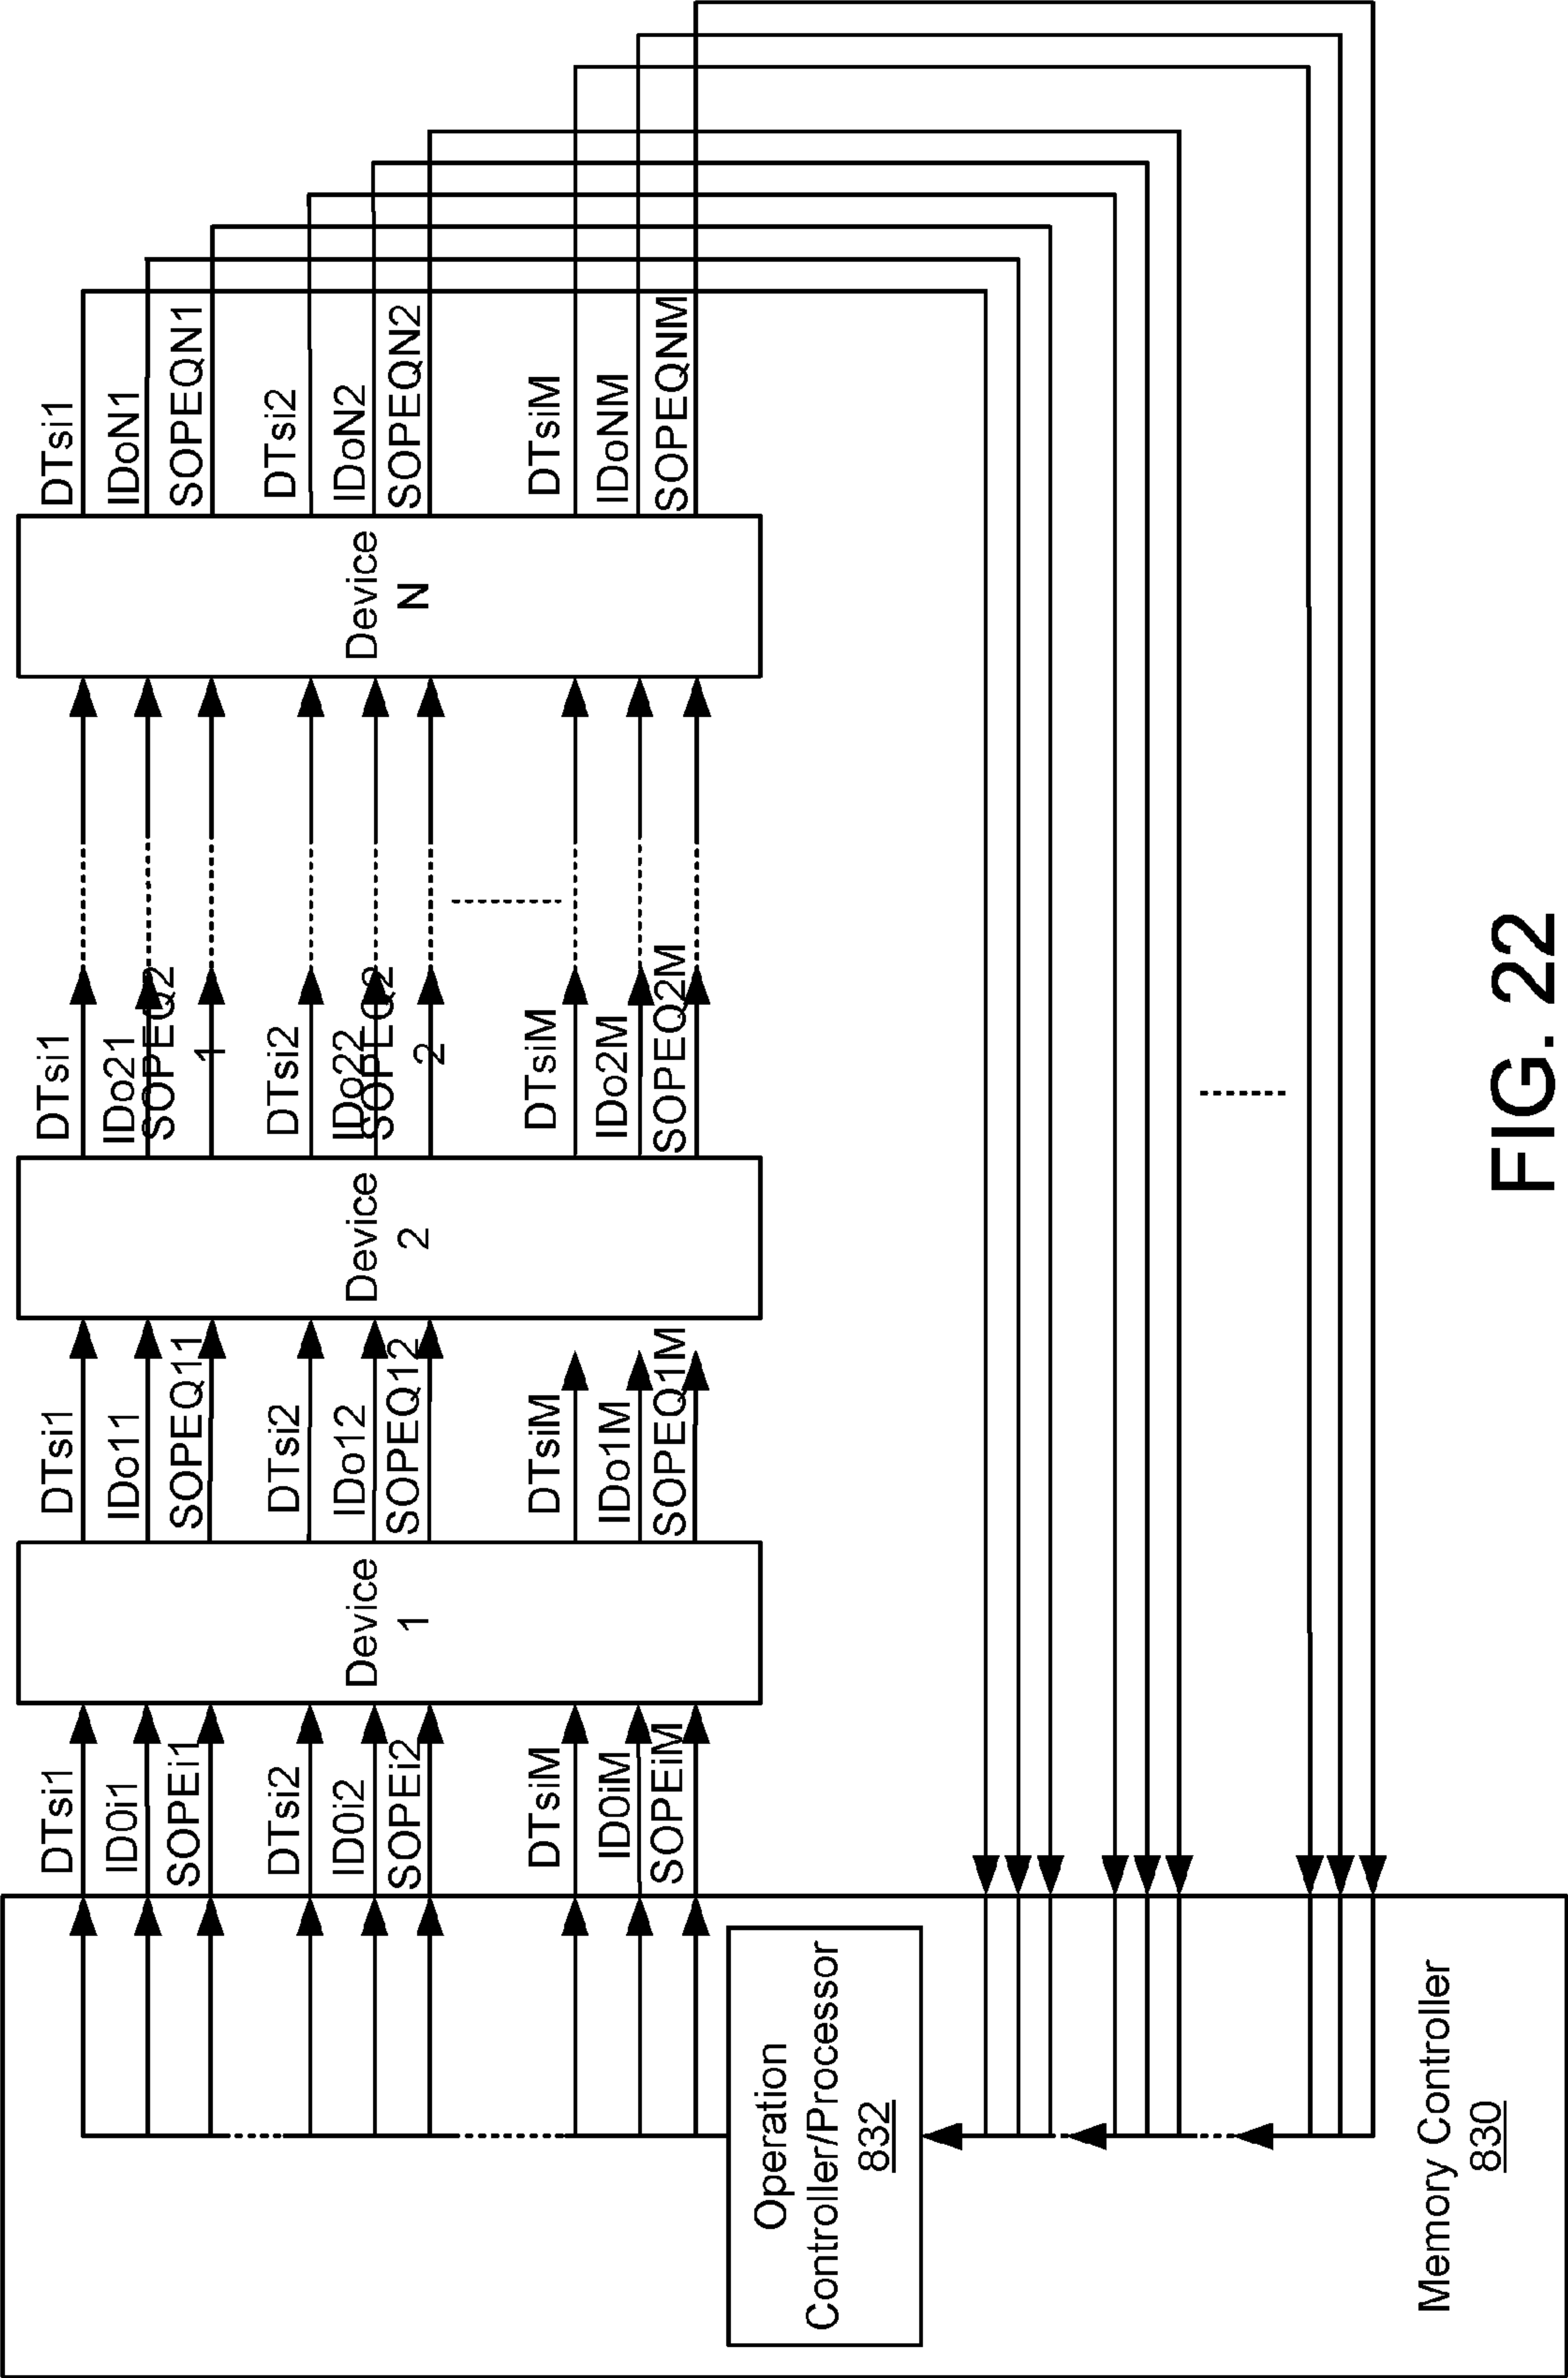 DTsi1
ID0i1
SOPEi1
DTsi2
ID0i2
SOPEi2
DTsiM
ID0iM
SOPEiM
Device
1
DTsi1
IDo11
SOPEQ11
DTsi2
IDo12
SOPEQ12
DTsiM
IDo1M
SOPEQ1M
Device
2
DTsi1
IDo21
SOPEQ2
1
DTsi2
IDo22
SOPEQ2
2
DTsiM
IDo2M
SOPEQ2M
Device
N
DTsi1
IDoN1
SOPEQN1
DTsi2
IDoN2
SOPEQN2
DTsiM
IDoNM
SOPEQNM
Operation
Controller/Processor
832
Memory Controller
830
FIG. 22